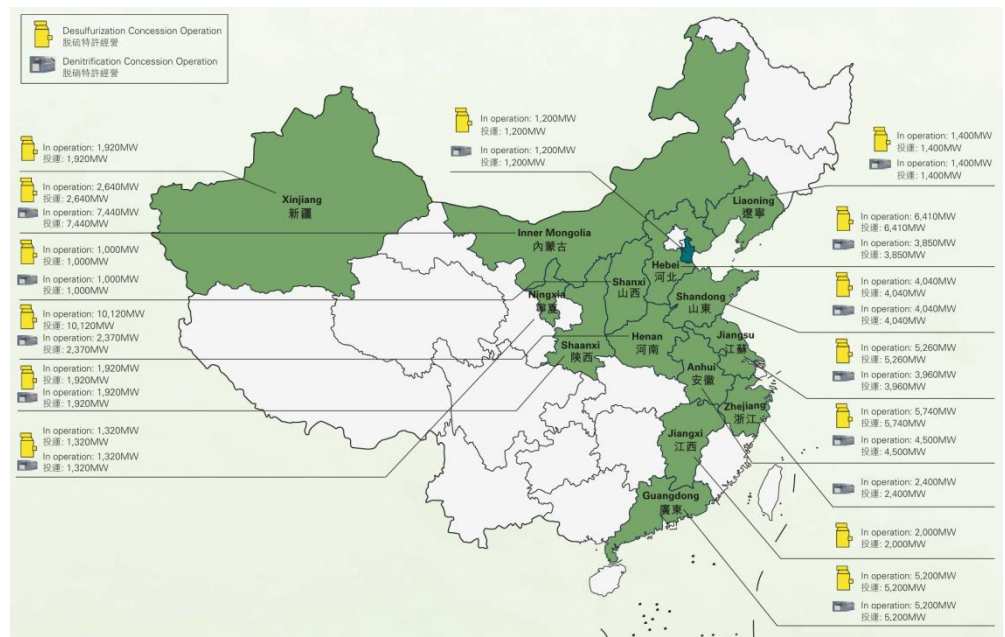 Desulfurization Concession Operation
脱硫特許經營
Denitrification Concession Operation
脱硝特許經營
In operation: 1,200MW
投運: 1,200MW
In operation: 1,200MW
投運: 1,200MW
In operation: 1,920MW
投運: 1,920MW
In operation: 2,640MW
投運: 2,640MW
In operation: 7,440MW
投運: 7,440MW
In operation: 1,000MW
投運: 1,000MW
In operation: 1,000MW
投運: 1,000MW
In operation: 10,120MW
投運: 10,120MW
In operation: 2,370MW
投運: 2,370MW
In operation: 1,920MW
投運: 1,920MW
In operation: 1,920MW
投運: 1,920MW
In operation: 1,320MW
投運: 1,320MW
In operation: 1,320MW
投運: 1,320MW
Xinjiang
新疆
Inner Mongolia
內蒙古
Liaoning
遼寧
Hebei
河北
Shanxi
山西
Ningxia
寧夏
Shandong
山東
Shaanxi
陝西
Henan
河南
Jiangsu
江蘇
Anhui
安徽
Zhejiang
浙江
Jiangxi
江西
Guangdong
廣東
In operation: 1,400MW
投運: 1,400MW
In operation: 1,400MW
投運: 1,400MW
In operation: 6,410MW
投運: 6,410MW
In operation: 3,850MW
投運: 3,850MW
In operation: 4,040MW
投運: 4,040MW
In operation: 4,040MW
投運: 4,040MW
In operation: 5,260MW
投運: 5,260MW
In operation: 3,960MW
投運: 3,960MW
In operation: 5,740MW
投運: 5,740MW
In operation: 4,500MW
投運: 4,500MW
In operation: 2,400MW
投運: 2,400MW
In operation: 2,000MW
投運: 2,000MW
In operation: 5,200MW
投運: 5,200MW
In operation: 5,200MW
投運: 5,200MW